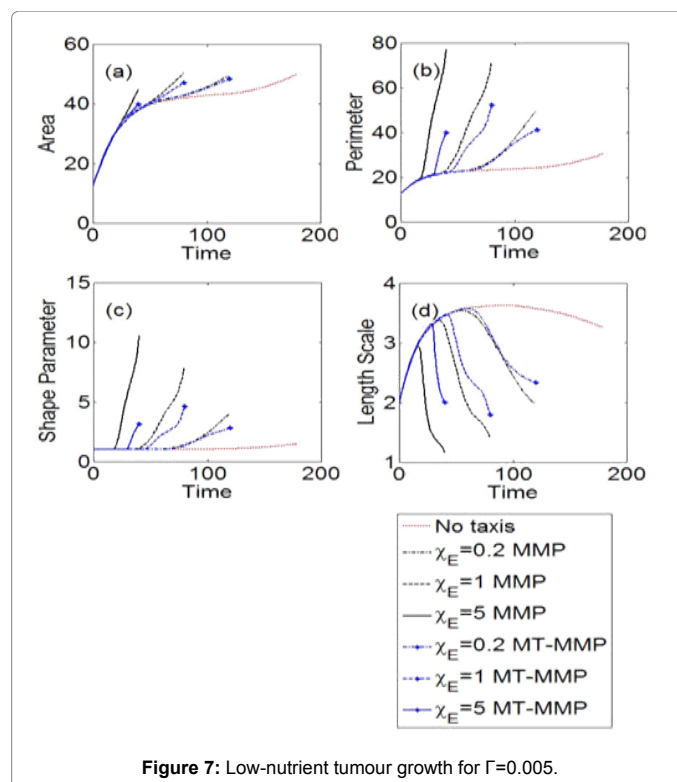 60
40
20
0
0
100
200
Time
Area
(a)
80
60
40
20
0
0
100
200
Time
Perimeter
(b)
15
10
5
0
0
100
200
Time
Shape Parameter
(c)
4
3
2
1
0
100
200
Time
Length Scale
(d)
No taxis
χE=0.2 MMP
χE=1 MMP
χE=5 MMP
χE=0.2 MT-MMP
χE=1 MT-MMP
χE=5 MT-MMP
Figure 7: Low-nutrient tumour growth for Γ=0.005.